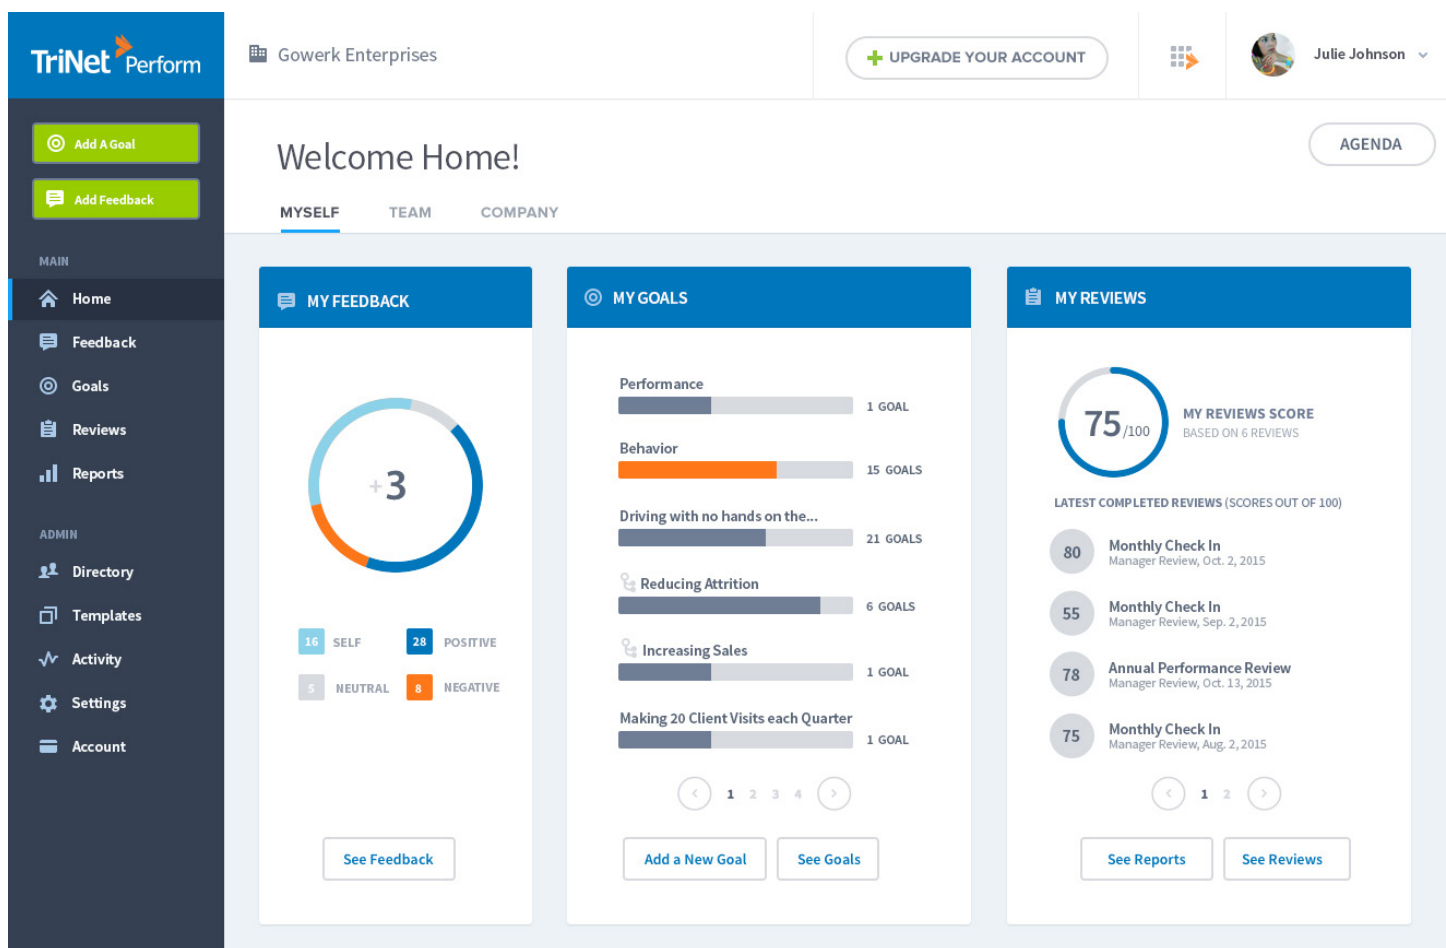 TriNet Perform
Gowerk Enterprises
UPGRADE YOUR ACCOUNT
Julie Johnson
Add A Goal
Add Feedback
MAIN
Home
Feedback
Goals
Reviews
Reports
ADMIN
Directory
Templates
Activity
Settings
Account
Welcome Home!
AGENDA
MYSELF TEAM COMPANY
MY FEEDBACK
+3
16 SELF 28 POSITIVE
5 NEUTRAL 8 NEGATIVE
See Feedback
MY GOALS
Performance
1 GOAL
Behavior
15 GOALS
Driving with no hands on the...
21 GOALS
Reducing Attrition
6 GOALS
Increasing Sales
1 GOAL
Making 20 Client Visits each Quarter
1 GOAL
< 1 2 3 4 >
Add a New Goal See Goals
MY REVIEWS
75/100
MY REVIEWS SCORE
BASED ON 6 REVIEWS
LATEST COMPLETED REVIEWS (SCORES OUT OF 100)
80 Monthly Check In
Manager Review, Oct. 2, 2015
55 Monthly Check In
Manager Review, Sep. 2, 2015
78 Annual Performance Review
Manager Review, Oct. 13, 2015
75 Monthly Check In
Manager Review, Aug. 2, 2015
< 1 2 >
See Reports See Reviews